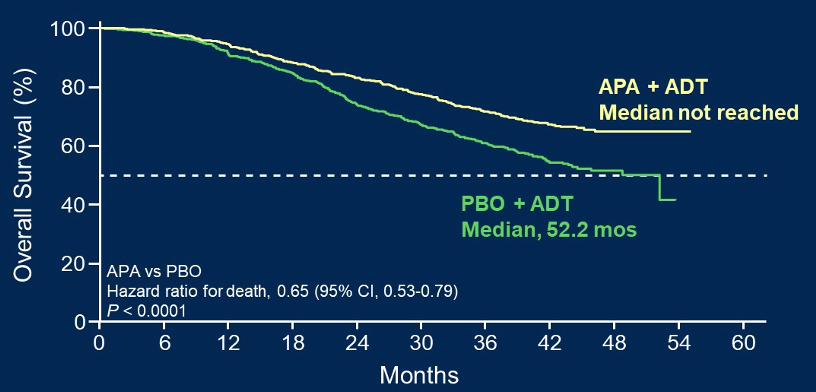 Overall Survival (%)
100
80
60
40
20
0
APA + ADT
Median not reached
PBO + ADT
Median, 52.2 mos
APA vs PBO
Hazard ratio for death, 0.65 (95% CI, 0.53-0.79)
P < 0.0001
0 6 12 18 24 30 36 42 48 54 60
Months